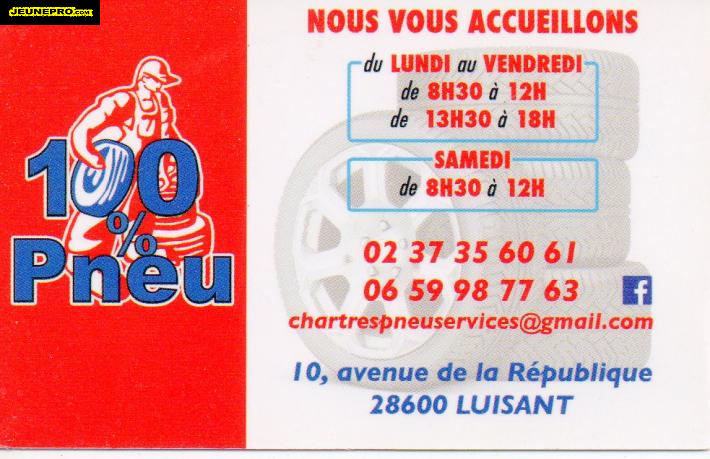 JEUNEPRO.com
NOUS VOUS ACCUEILLONS
du LUNDI au VENDREDI
de 8H30 à 12H
de 13H30 à 18H
SAMEDI
de 8H30 à 12H
100
%
Pneu
02 37 35 60 61
06 59 98 77 63
f
chartrespneuservices@gmail.com
10, avenue de la République
28600 LUISANT